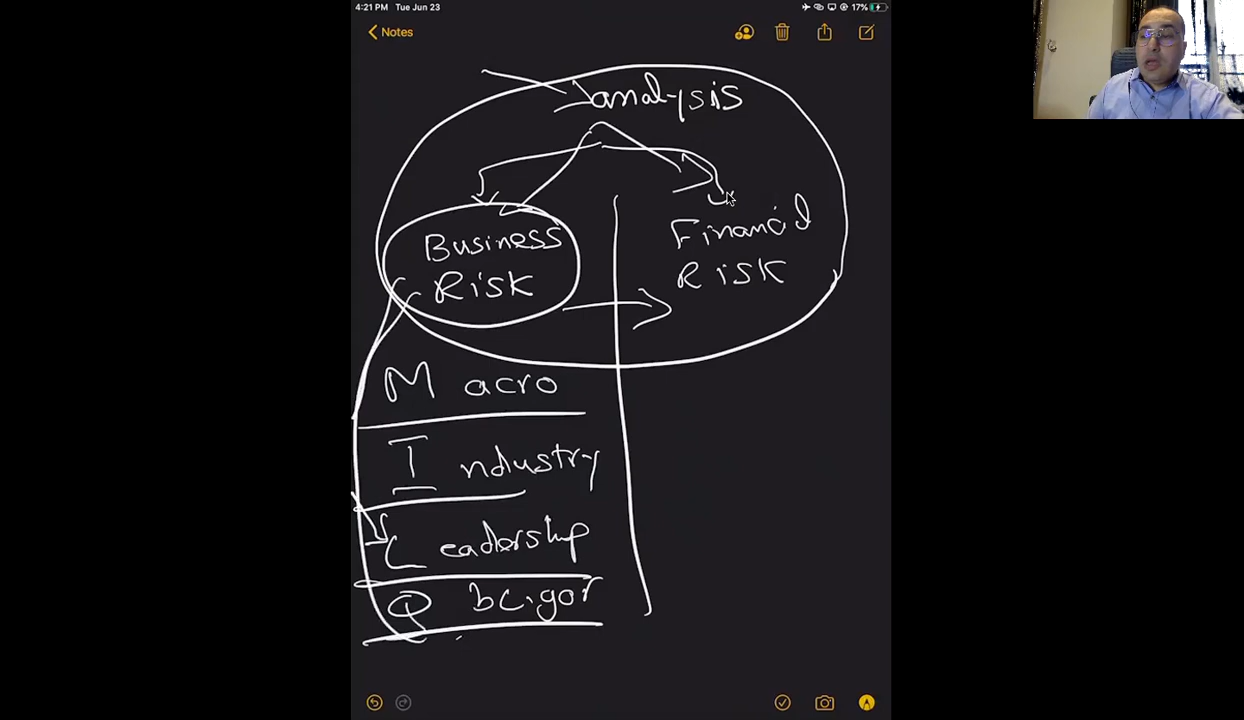 4:21 PM Tue Jun 23
17%
Notes
analysis
Business
Risk
Financial
Risk
Macro
Industry
Leadership
Q